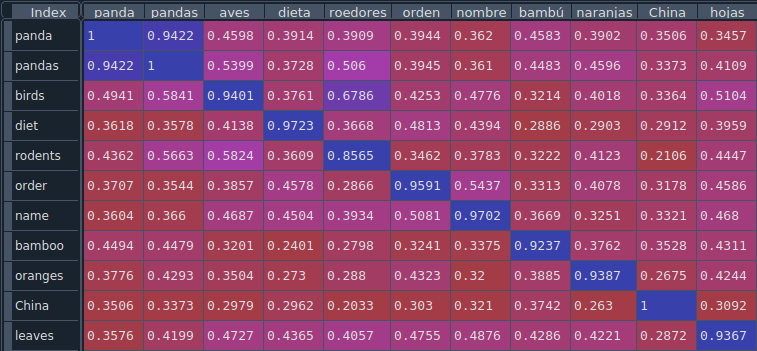 Index panda pandas aves dieta roedores orden nombre bambú naranjas China hojas
panda 1 0.9422 0.4598 0.3914 0.3909 0.3944 0.362 0.4583 0.3902 0.3506 0.3457
pandas 0.9422 1 0.5399 0.3728 0.506 0.3945 0.361 0.4483 0.4596 0.3373 0.4109
birds 0.4941 0.5841 0.9401 0.3761 0.6786 0.4253 0.4776 0.3214 0.4018 0.3364 0.5104
diet 0.3618 0.3578 0.4138 0.9723 0.3668 0.4813 0.4394 0.2886 0.2903 0.2912 0.3959
rodents 0.4362 0.5663 0.5824 0.3609 0.8565 0.3462 0.3783 0.3222 0.4123 0.2106 0.4447
order 0.3707 0.3544 0.3857 0.4578 0.2866 0.9591 0.5437 0.3313 0.4078 0.3178 0.4586
name 0.3604 0.366 0.4687 0.4504 0.3934 0.5081 0.9702 0.3669 0.3251 0.3321 0.468
bamboo 0.4494 0.4479 0.3201 0.2401 0.2798 0.3241 0.3375 0.9237 0.3762 0.3528 0.4311
oranges 0.3776 0.4293 0.3504 0.273 0.288 0.4323 0.32 0.3885 0.9387 0.2675 0.4244
China 0.3506 0.3373 0.2979 0.2962 0.2033 0.303 0.321 0.3742 0.263 1 0.3092
leaves 0.3576 0.4199 0.4727 0.4365 0.4057 0.4755 0.4876 0.4286 0.4221 0.2872 0.9367